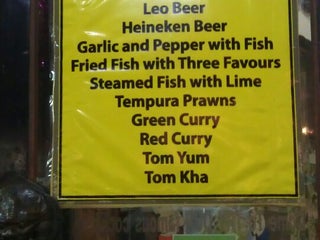 Leo Beer
Heineken Beer
Garlic and Pepper with Fish
Fried Fish with Three Favours
Steamed Fish with Lime
Tempura Prawns
Green Curry
Red Curry
Tom Yum
Tom Kha